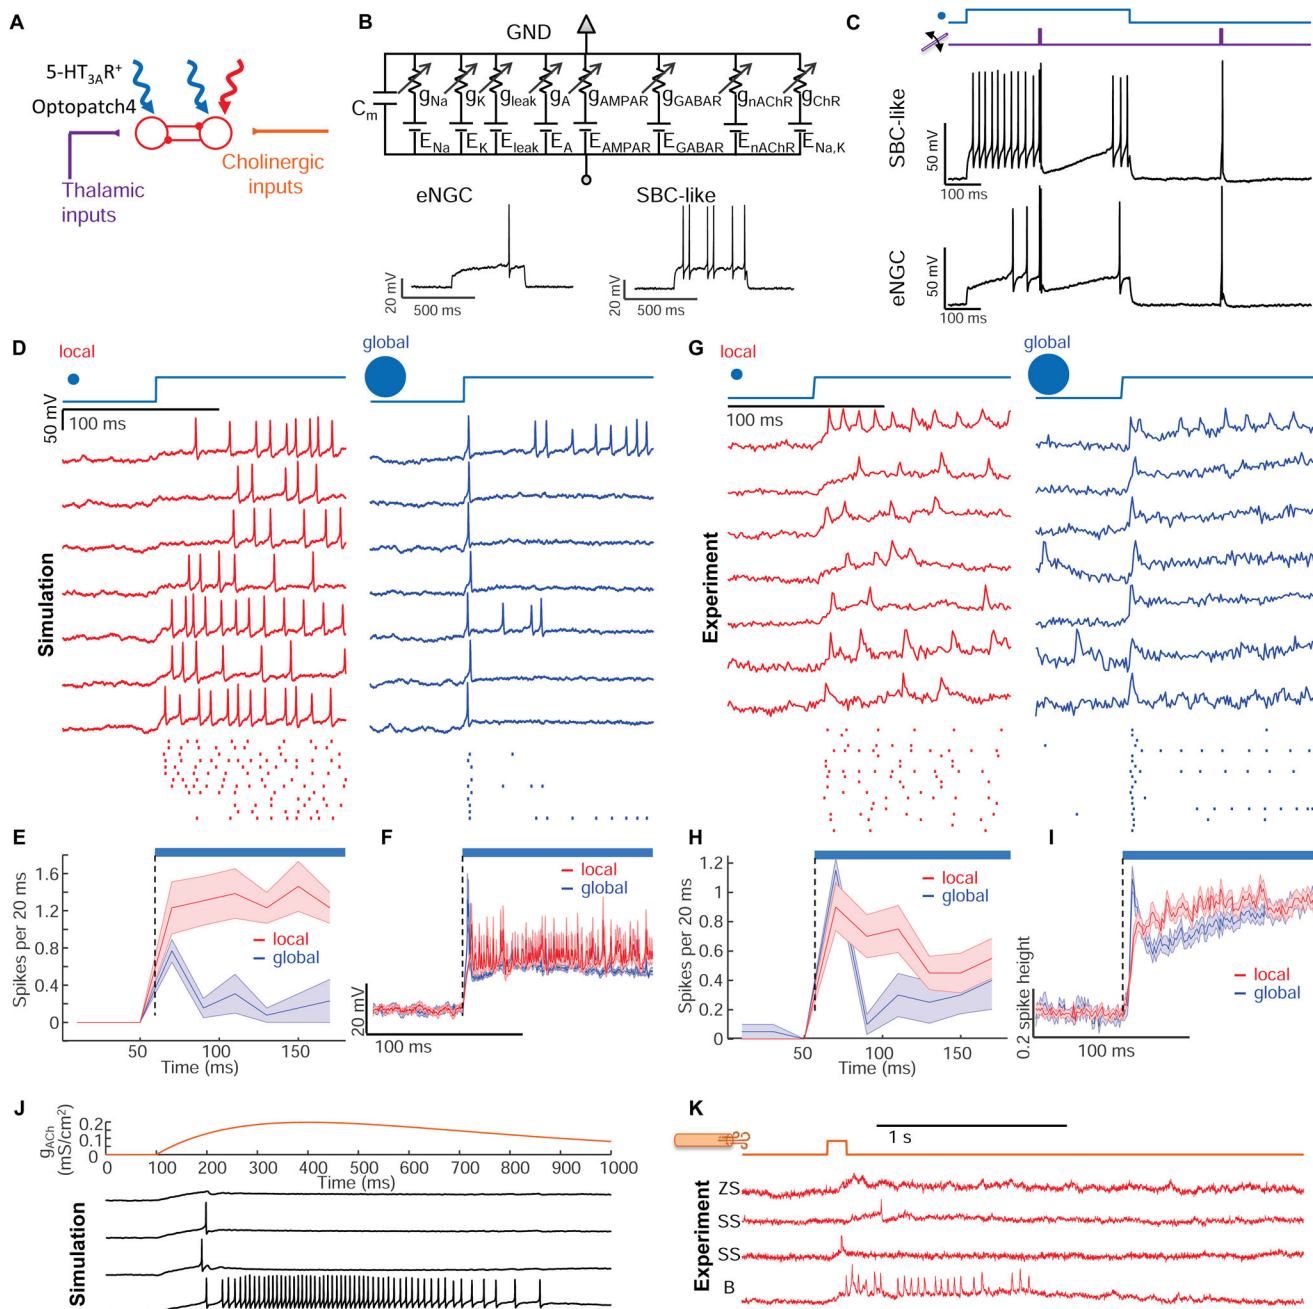 A
5-HT3AR+
Optopatch4
Thalamic
inputs
Cholinergic
inputs
B
GND
Cm
gNa
gK
gleak
gA
gAMPAR
gGABAR
gnAChR
gChR
ENa
EK
Eleak
EA
EAMPAR
EGABAR
EnAChR
ENa,K
eNGC
20 mV
500 ms
SBC-like
20 mV
500 ms
C
SBC-like
50 mV
100 ms
eNGC
50 mV
100 ms
D
local
global
50 mV
100 ms
Simulation
G
local
global
100 ms
Experiment
E
Spikes per 20 ms
1.6
1.2
0.8
0.4
0
50
100
150
Time (ms)
local
global
F
local
global
20 mV
100 ms
H
Spikes per 20 ms
1.2
1
0.8
0.6
0.4
0.2
0
50
100
150
Time (ms)
local
global
I
local
global
0.2 spike height
100 ms
J
gACh
(mS/cm2)
0.2
0.1
0
0
100
200
300
400
500
600
700
800
900
1000
Time (ms)
Simulation
K
1 s
Experiment
ZS
SS
SS
B